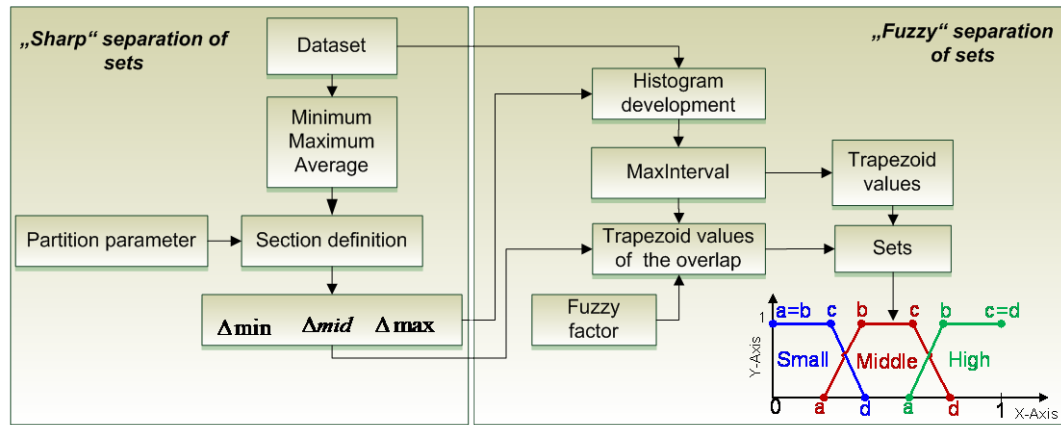 „Sharp“ separation of
sets
Dataset
Minimum
Maximum
Average
Partition parameter
Section definition
Δmin Δmid Δmax
„Fuzzy“ separation
of sets
Histogram
development
MaxInterval
Trapezoid
values
Trapezoid values
of the overlap
Sets
Fuzzy
factor
1
a=b
c
b
c
b
c=d
Y-Axis
Small
Middle
High
0
a
d
a
d
1
X-Axis